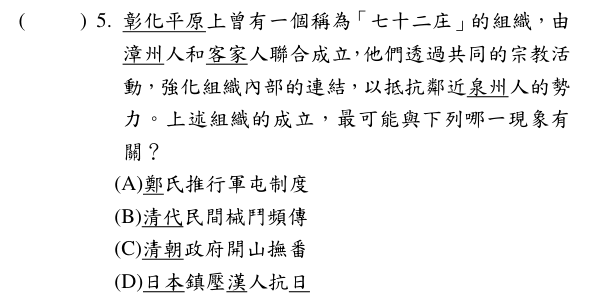 (　　) 5. 彰化平原上曾有一個稱為「七十二庄」的組織，由
漳州人和客家人聯合成立，他們透過共同的宗教活
動，強化組織內部的連結，以抵抗鄰近泉州人的勢
力。上述組織的成立，最可能與下列哪一現象有
關？
(A)鄭氏推行軍屯制度
(B)清代民間械鬥頻傳
(C)清朝政府開山撫番
(D)日本鎮壓漢人抗日